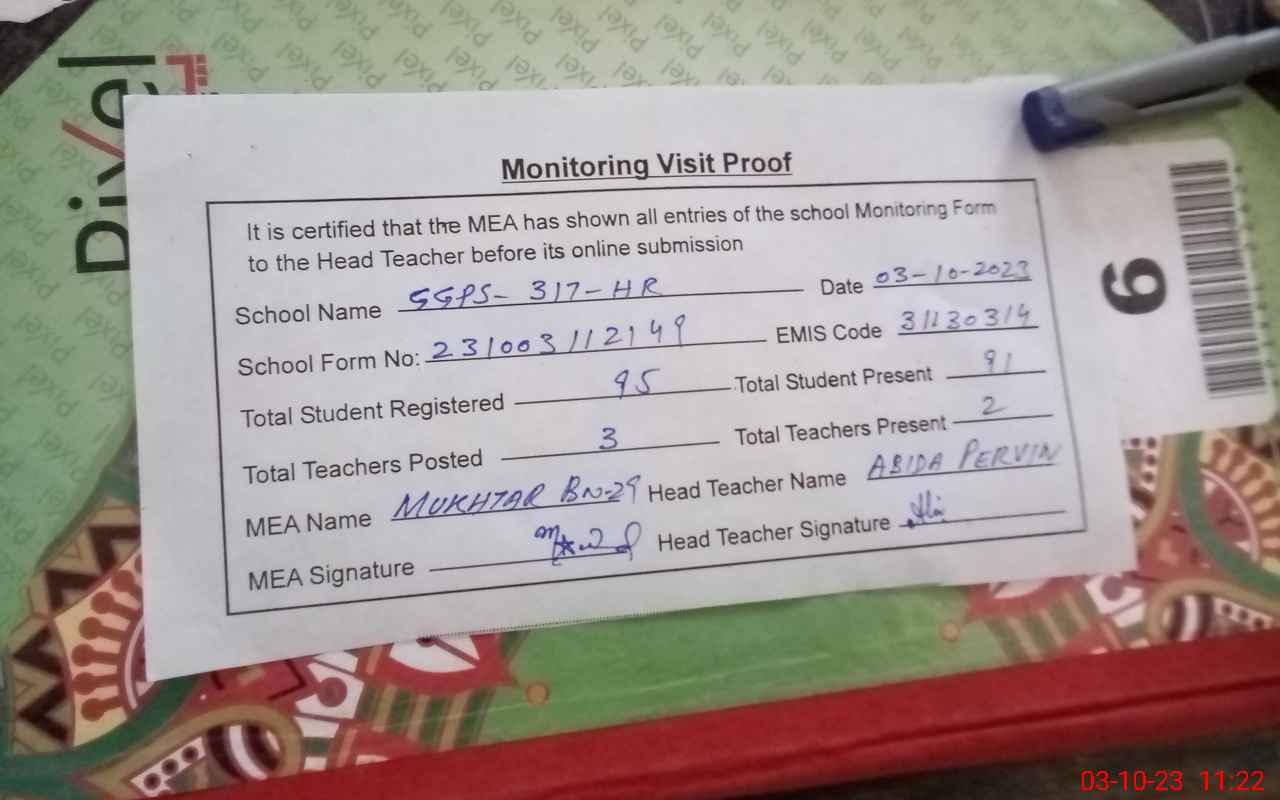 Pixel
Monitoring Visit Proof
It is certified that the MEA has shown all entries of the school Monitoring Form
to the Head Teacher before its online submission
School Name GGPS- 317-HR Date 03-10-2023
School Form No: 231003112149 EMIS Code 31130314
Total Student Registered 95 Total Student Present 91
Total Teachers Posted 3 Total Teachers Present 2
MEA Name MUKHTAR BN-29 Head Teacher Name ABIDA PERVIN
MEA Signature Head Teacher Signature
6
03-10-23 11:22